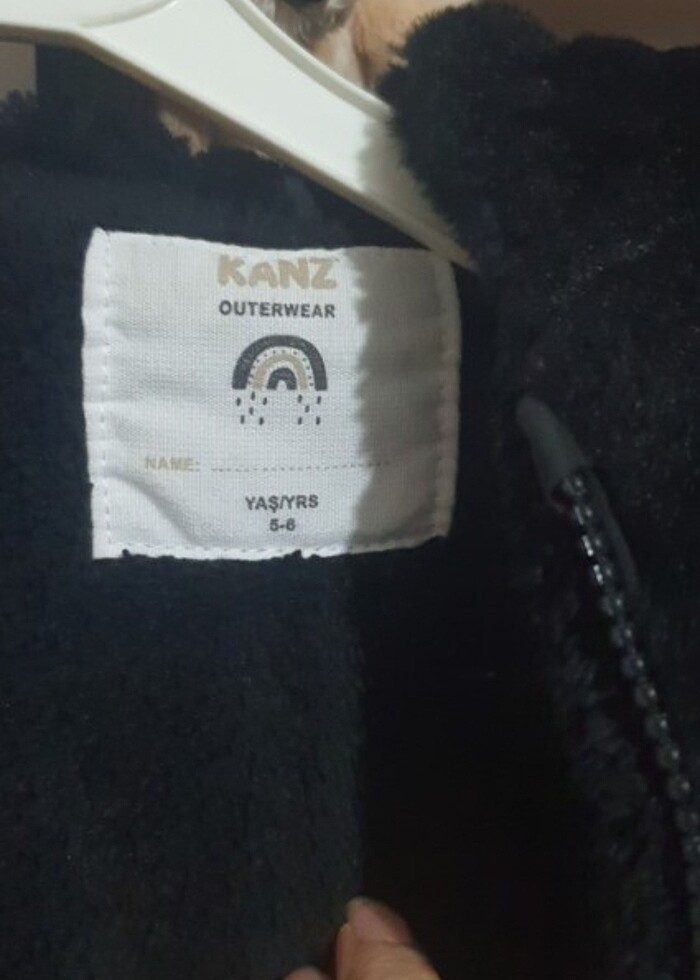 KANZ
OUTERWEAR
NAME:
YAŞ/YRS
5-6